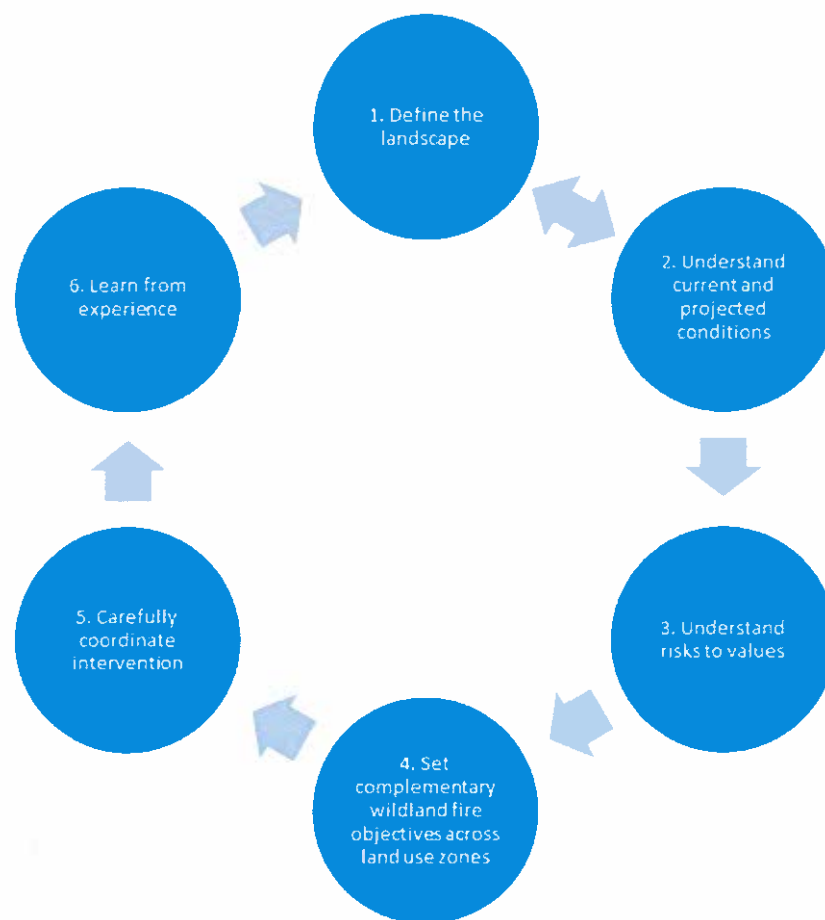 1. Define the
landscape
2. Understand
current and
projected
conditions
3. Understand
risks to values
4. Set
complementary
wildland fire
objectives across
land use zones
5. Carefully
coordinate
intervention
6. Learn from
experience